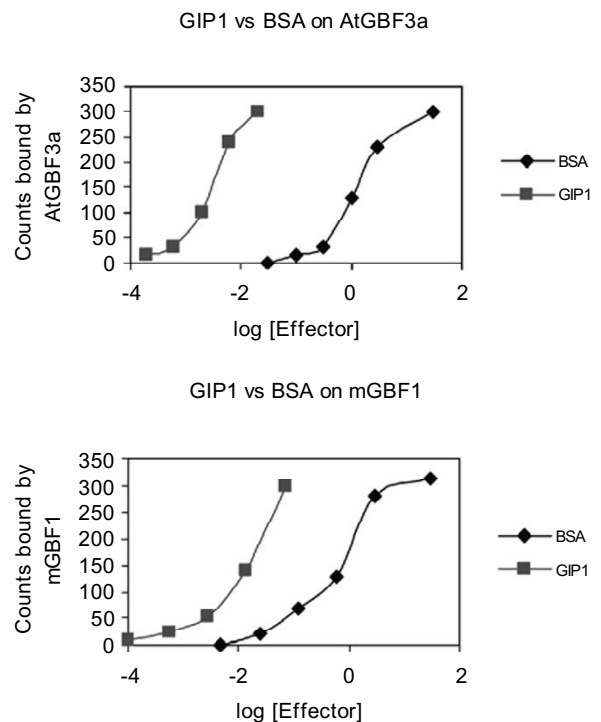 GIP1 vs BSA on AtGBF3a
Counts bound by
AtGBF3a
350
300
250
200
150
100
50
0
-4
-2
0
2
log [Effector]
BSA
GIP1
GIP1 vs BSA on mGBF1
Counts bound by
mGBF1
350
300
250
200
150
100
50
0
-4
-2
0
2
log [Effector]
BSA
GIP1